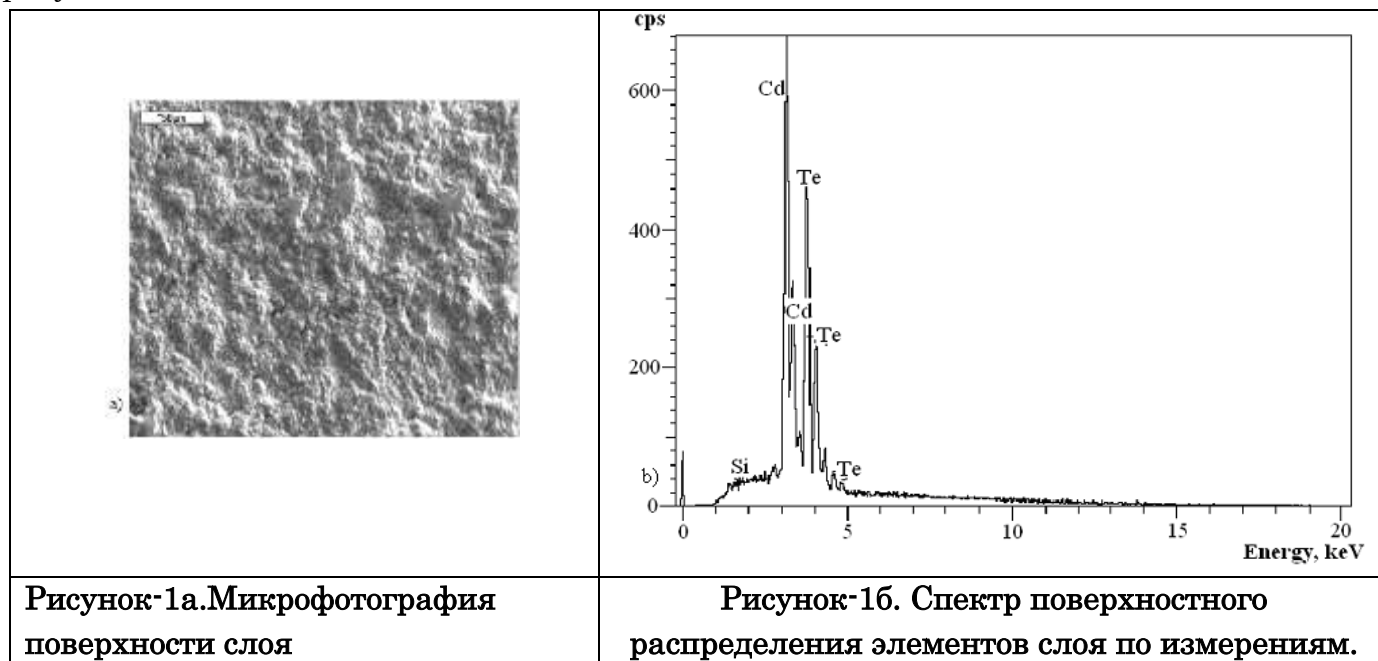 cps
600
400
200
0
Cd
Te
Cd
Te
Si
Te
b)
0 5 10 15 20
Energy, keV
a)
Рисунок-1а.Микрофотография
поверхности слоя
Рисунок-1б. Спектр поверхностного
распределения элементов слоя по измерениям.